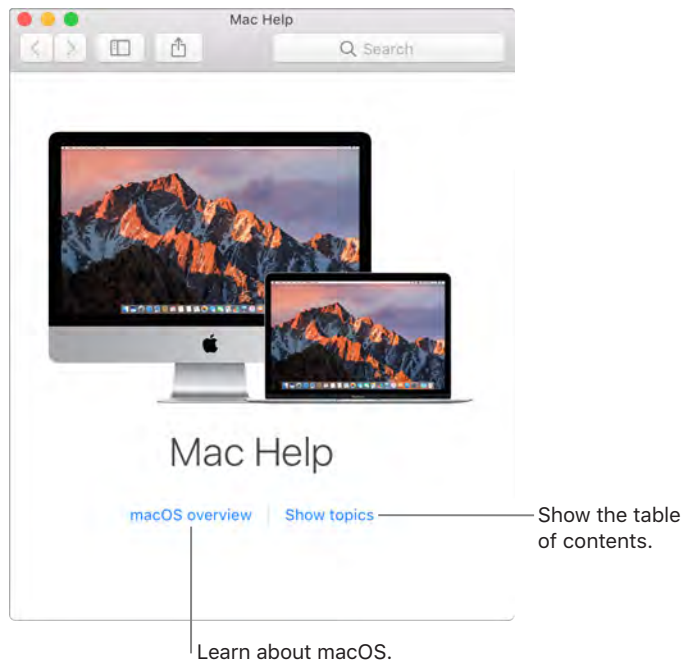 Mac Help
Search
Mac Help
macOS overview
Show topics
Show the table
of contents.
Learn about macOS.